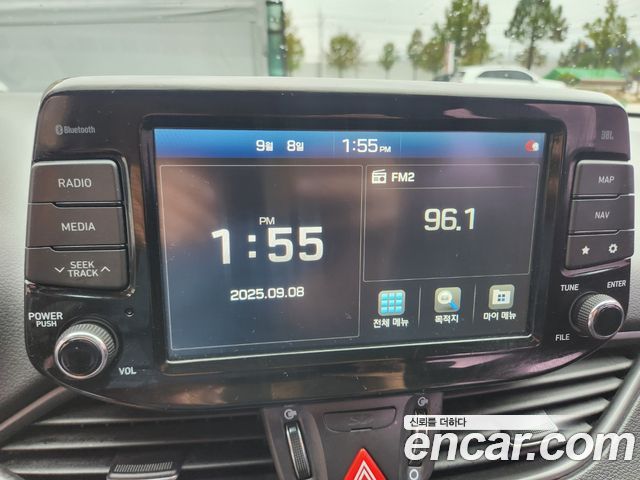 Bluetooth
JBL
9월 8일 1:55 PM
RADIO
MEDIA
SEEK
TRACK
POWER
PUSH
VOL
PM
1:55
2025.09.08
FM2
96.1
전체 메뉴
목적지
마이 메뉴
MAP
NAV
TUNE
ENTER
FILE
신뢰를 더하다
encar.com